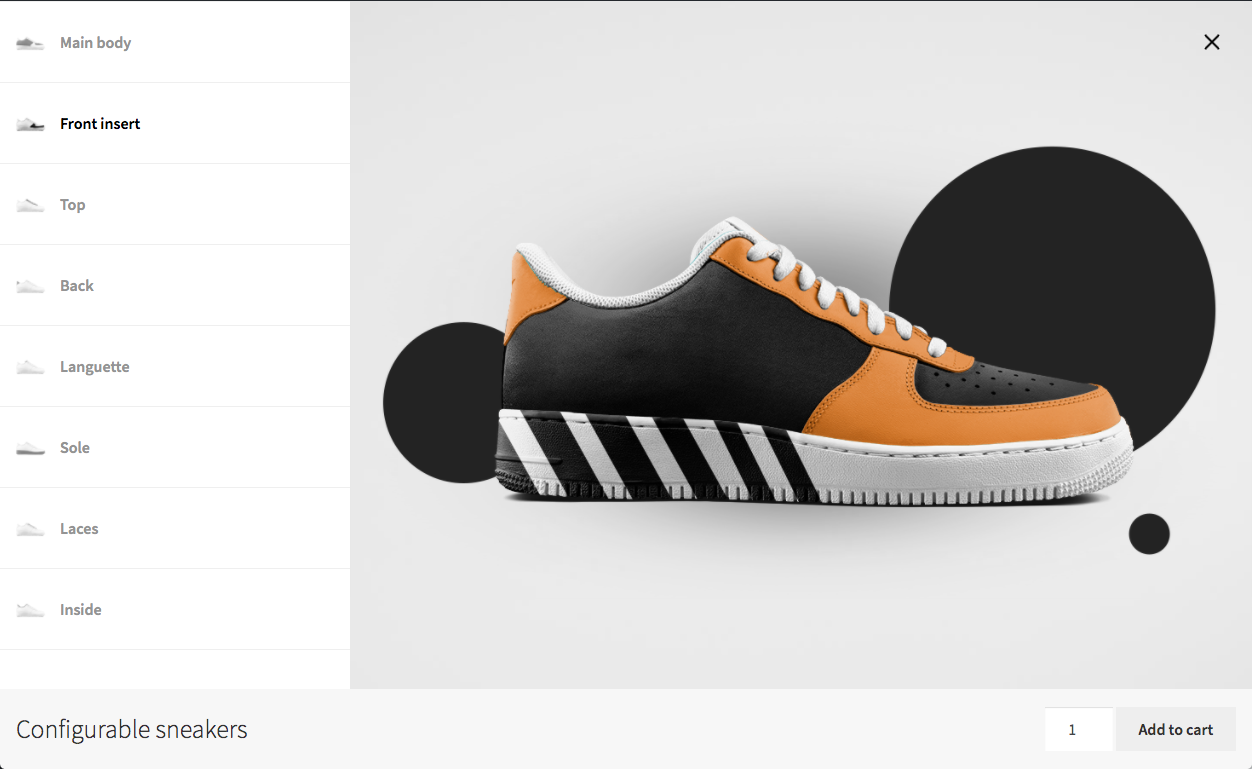 Main body
Front insert
Top
Back
Languette
Sole
Laces
Inside
Configurable sneakers
1
Add to cart